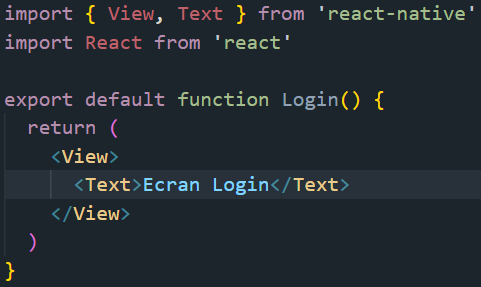 import { View, Text } from 'react-native'
import React from 'react'

export default function Login() {
  return (
    <View>
      <Text>Ecran Login</Text>
    </View>
  )
}